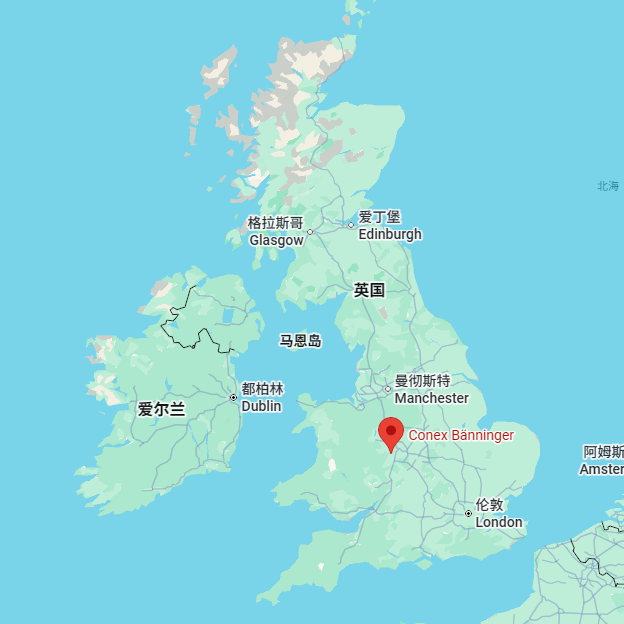 北海
格拉斯哥
Glasgow
爱丁堡
Edinburgh
英国
马恩岛
曼彻斯特
Manchester
都柏林
Dublin
爱尔兰
Conex Bänninger
阿姆斯
Amster
伦敦
London